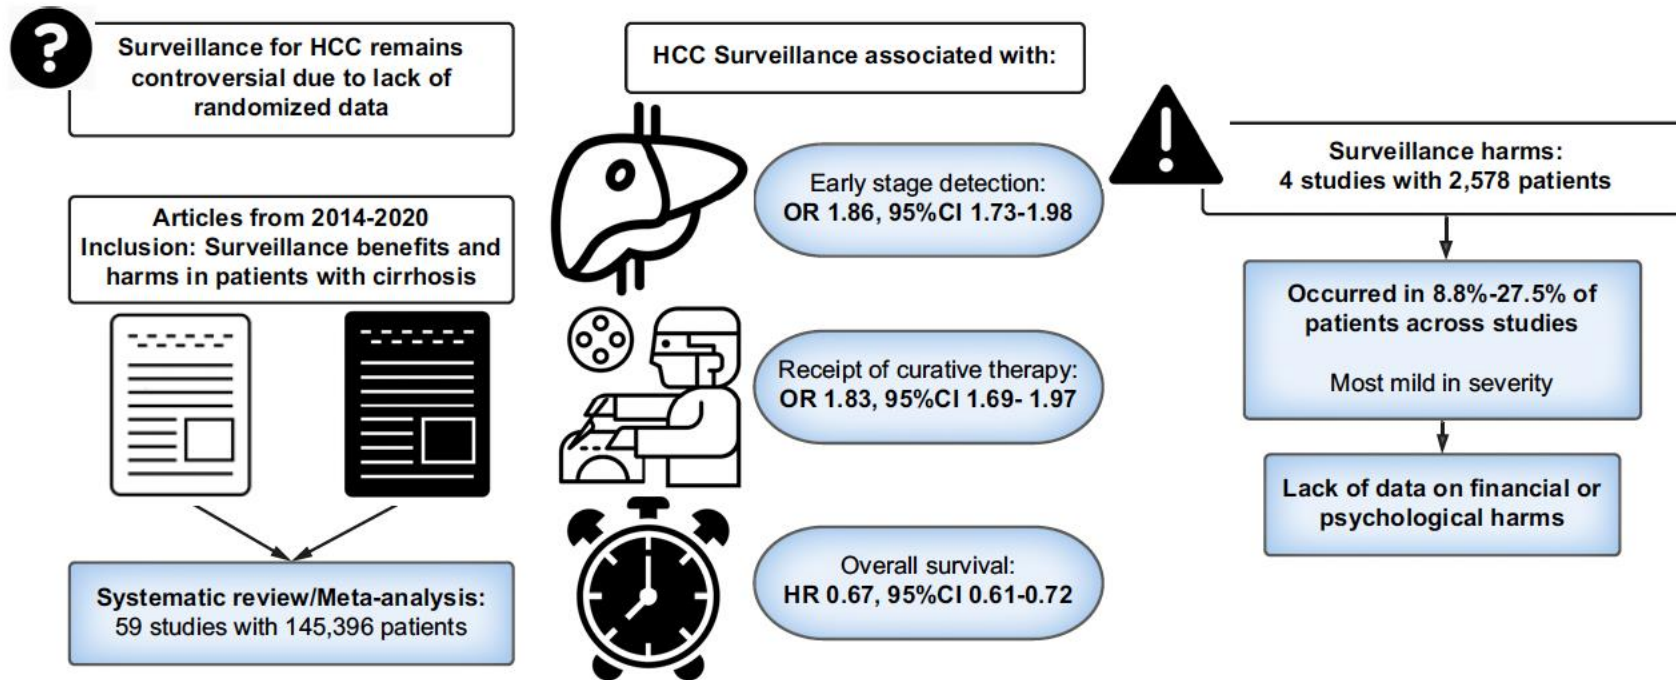 ?
Surveillance for HCC remains
controversial due to lack of
randomized data
Articles from 2014-2020
Inclusion: Surveillance benefits and
harms in patients with cirrhosis
Systematic review/Meta-analysis:
59 studies with 145,396 patients
HCC Surveillance associated with:
Early stage detection:
OR 1.86, 95%CI 1.73-1.98
Receipt of curative therapy:
OR 1.83, 95%CI 1.69- 1.97
Overall survival:
HR 0.67, 95%CI 0.61-0.72
!
Surveillance harms:
4 studies with 2,578 patients
Occurred in 8.8%-27.5% of
patients across studies
Most mild in severity
Lack of data on financial or
psychological harms